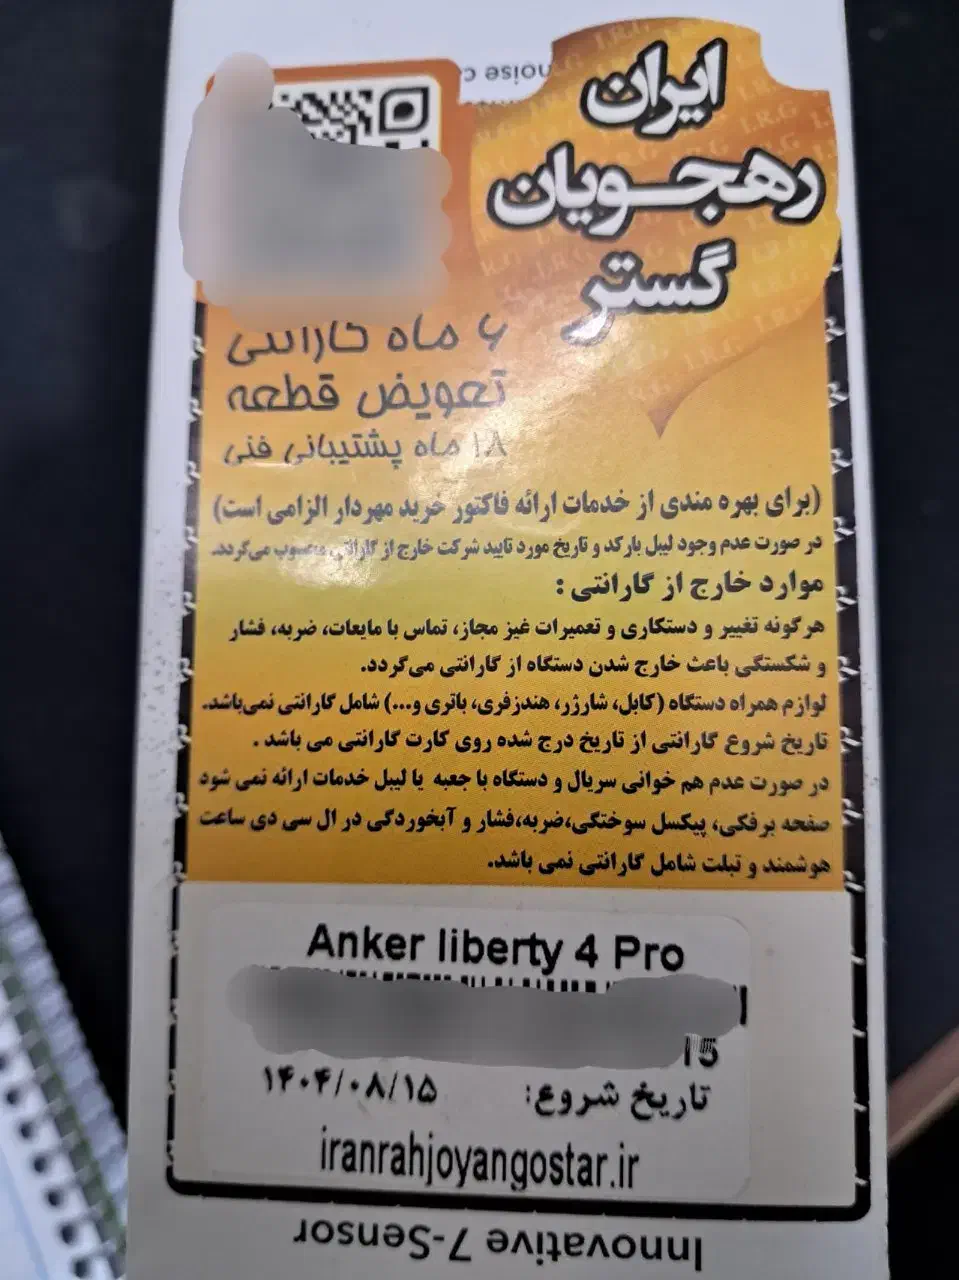 ایران
رهجویان
گستر
۶ ماه گارانتی
تعویض قطعه
۱۸ ماه پشتیبانی فنی
(برای بهره مندی از خدمات ارائه فاکتور خرید مهردار الزامی است)
در صورت عدم وجود لیبل بارکد و تاریخ مورد تایید شرکت خارج از گارانتی محسوب می‌گردد.
موارد خارج از گارانتی :
هرگونه تغییر و دستکاری و تعمیرات غیز مجاز، تماس با مایعات، ضربه، فشار
و شکستگی باعث خارج شدن دستگاه از گارانتی می‌گردد.
لوازم همراه دستگاه (کابل، شارژر، هندزفری، باتری و...) شامل گارانتی نمی‌باشد.
تاریخ شروع گارانتی از تاریخ درج شده روی کارت گارانتی می باشد .
در صورت عدم هم خوانی سریال و دستگاه با جعبه یا لیبل خدمات ارائه نمی شود
صفحه برفکی، پیکسل سوختگی،ضربه،فشار و آبخوردگی در ال سی دی ساعت
هوشمند و تبلت شامل گارانتی نمی باشد.
Anker liberty 4 Pro
15
تاریخ شروع: ۱۴۰۴/۰۸/۱۵
iranrahjoyangostar.ir
Innovative 7-Sensor
noise